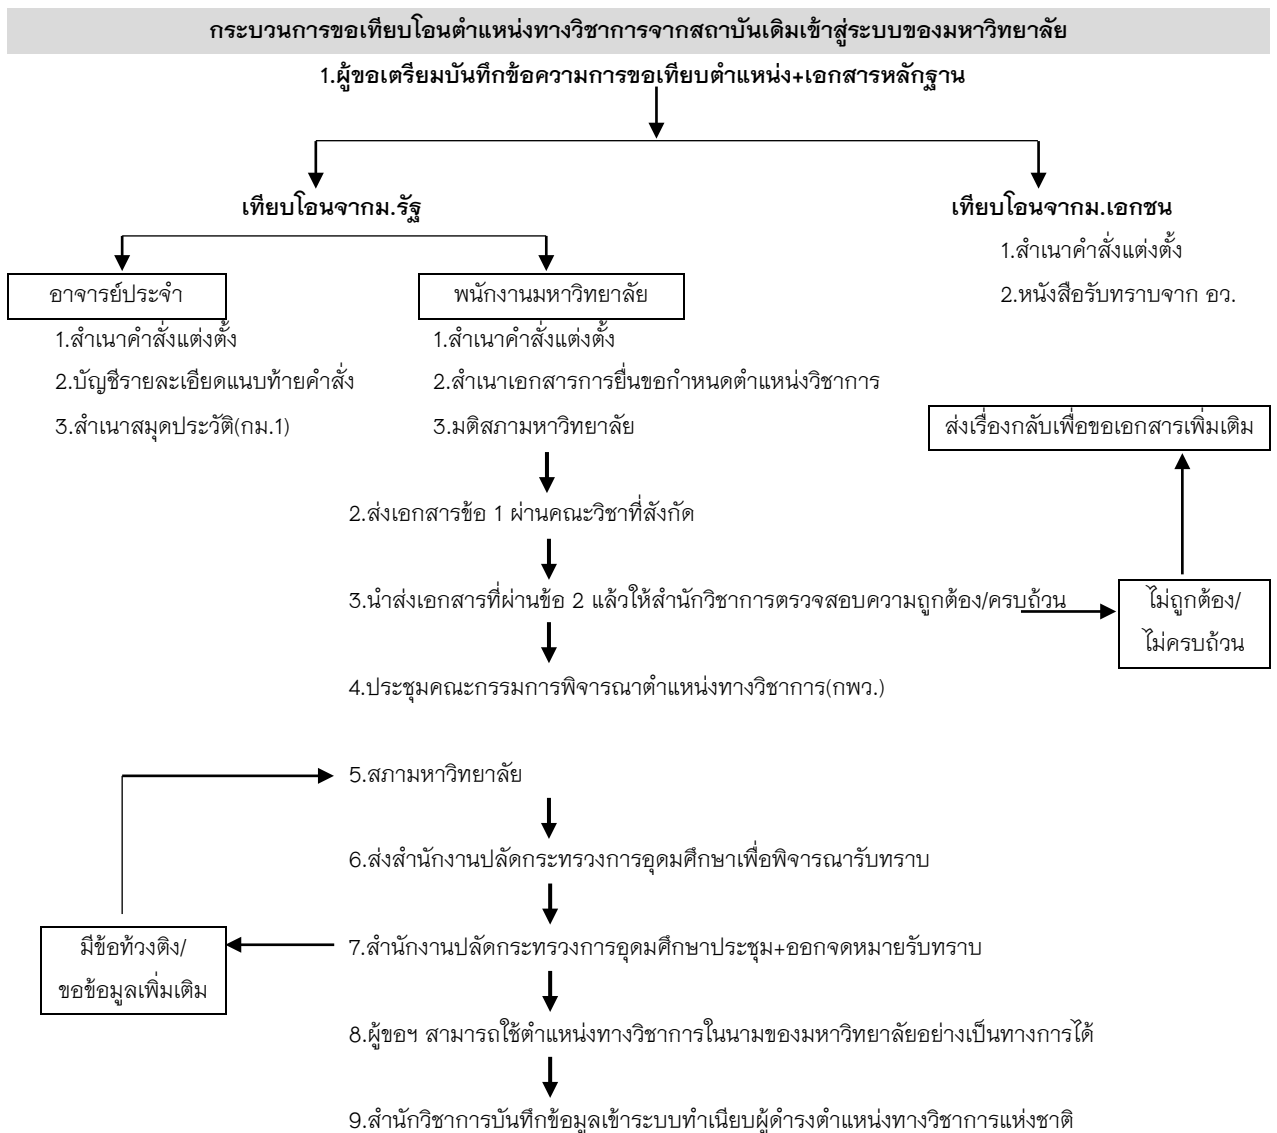 กระบวนการขอเทียบโอนตำแหน่งทางวิชาการจากสถาบันเดิมเข้าสู่ระบบของมหาวิทยาลัย
1.ผู้ขอเตรียมบันทึกข้อความการขอเทียบตำแหน่ง+เอกสารหลักฐาน
เทียบโอนจากม.รัฐ
อาจารย์ประจำ
1.สำเนาคำสั่งแต่งตั้ง
2.บัญชีรายละเอียดแนบท้ายคำสั่ง
3.สำเนาสมุดประวัติ(กม.1)
พนักงานมหาวิทยาลัย
1.สำเนาคำสั่งแต่งตั้ง
2.สำเนาเอกสารการยื่นขอกำหนดตำแหน่งวิชาการ
3.มติสภามหาวิทยาลัย
เทียบโอนจากม.เอกชน
1.สำเนาคำสั่งแต่งตั้ง
2.หนังสือรับทราบจาก อว.
ส่งเรื่องกลับเพื่อขอเอกสารเพิ่มเติม
2.ส่งเอกสารข้อ 1 ผ่านคณะวิชาที่สังกัด
3.นำส่งเอกสารที่ผ่านข้อ 2 แล้วให้สำนักวิชาการตรวจสอบความถูกต้อง/ครบถ้วน
ไม่ถูกต้อง/
ไม่ครบถ้วน
4.ประชุมคณะกรรมการพิจารณาตำแหน่งทางวิชาการ(กพว.)
5.สภามหาวิทยาลัย
6.ส่งสำนักงานปลัดกระทรวงการอุดมศึกษาเพื่อพิจารณารับทราบ
มีข้อท้วงติง/
ขอข้อมูลเพิ่มเติม
7.สำนักงานปลัดกระทรวงการอุดมศึกษาประชุม+ออกจดหมายรับทราบ
8.ผู้ขอฯ สามารถใช้ตำแหน่งทางวิชาการในนามของมหาวิทยาลัยอย่างเป็นทางการได้
9.สำนักวิชาการบันทึกข้อมูลเข้าระบบทำเนียบผู้ดำรงตำแหน่งทางวิชาการแห่งชาติ